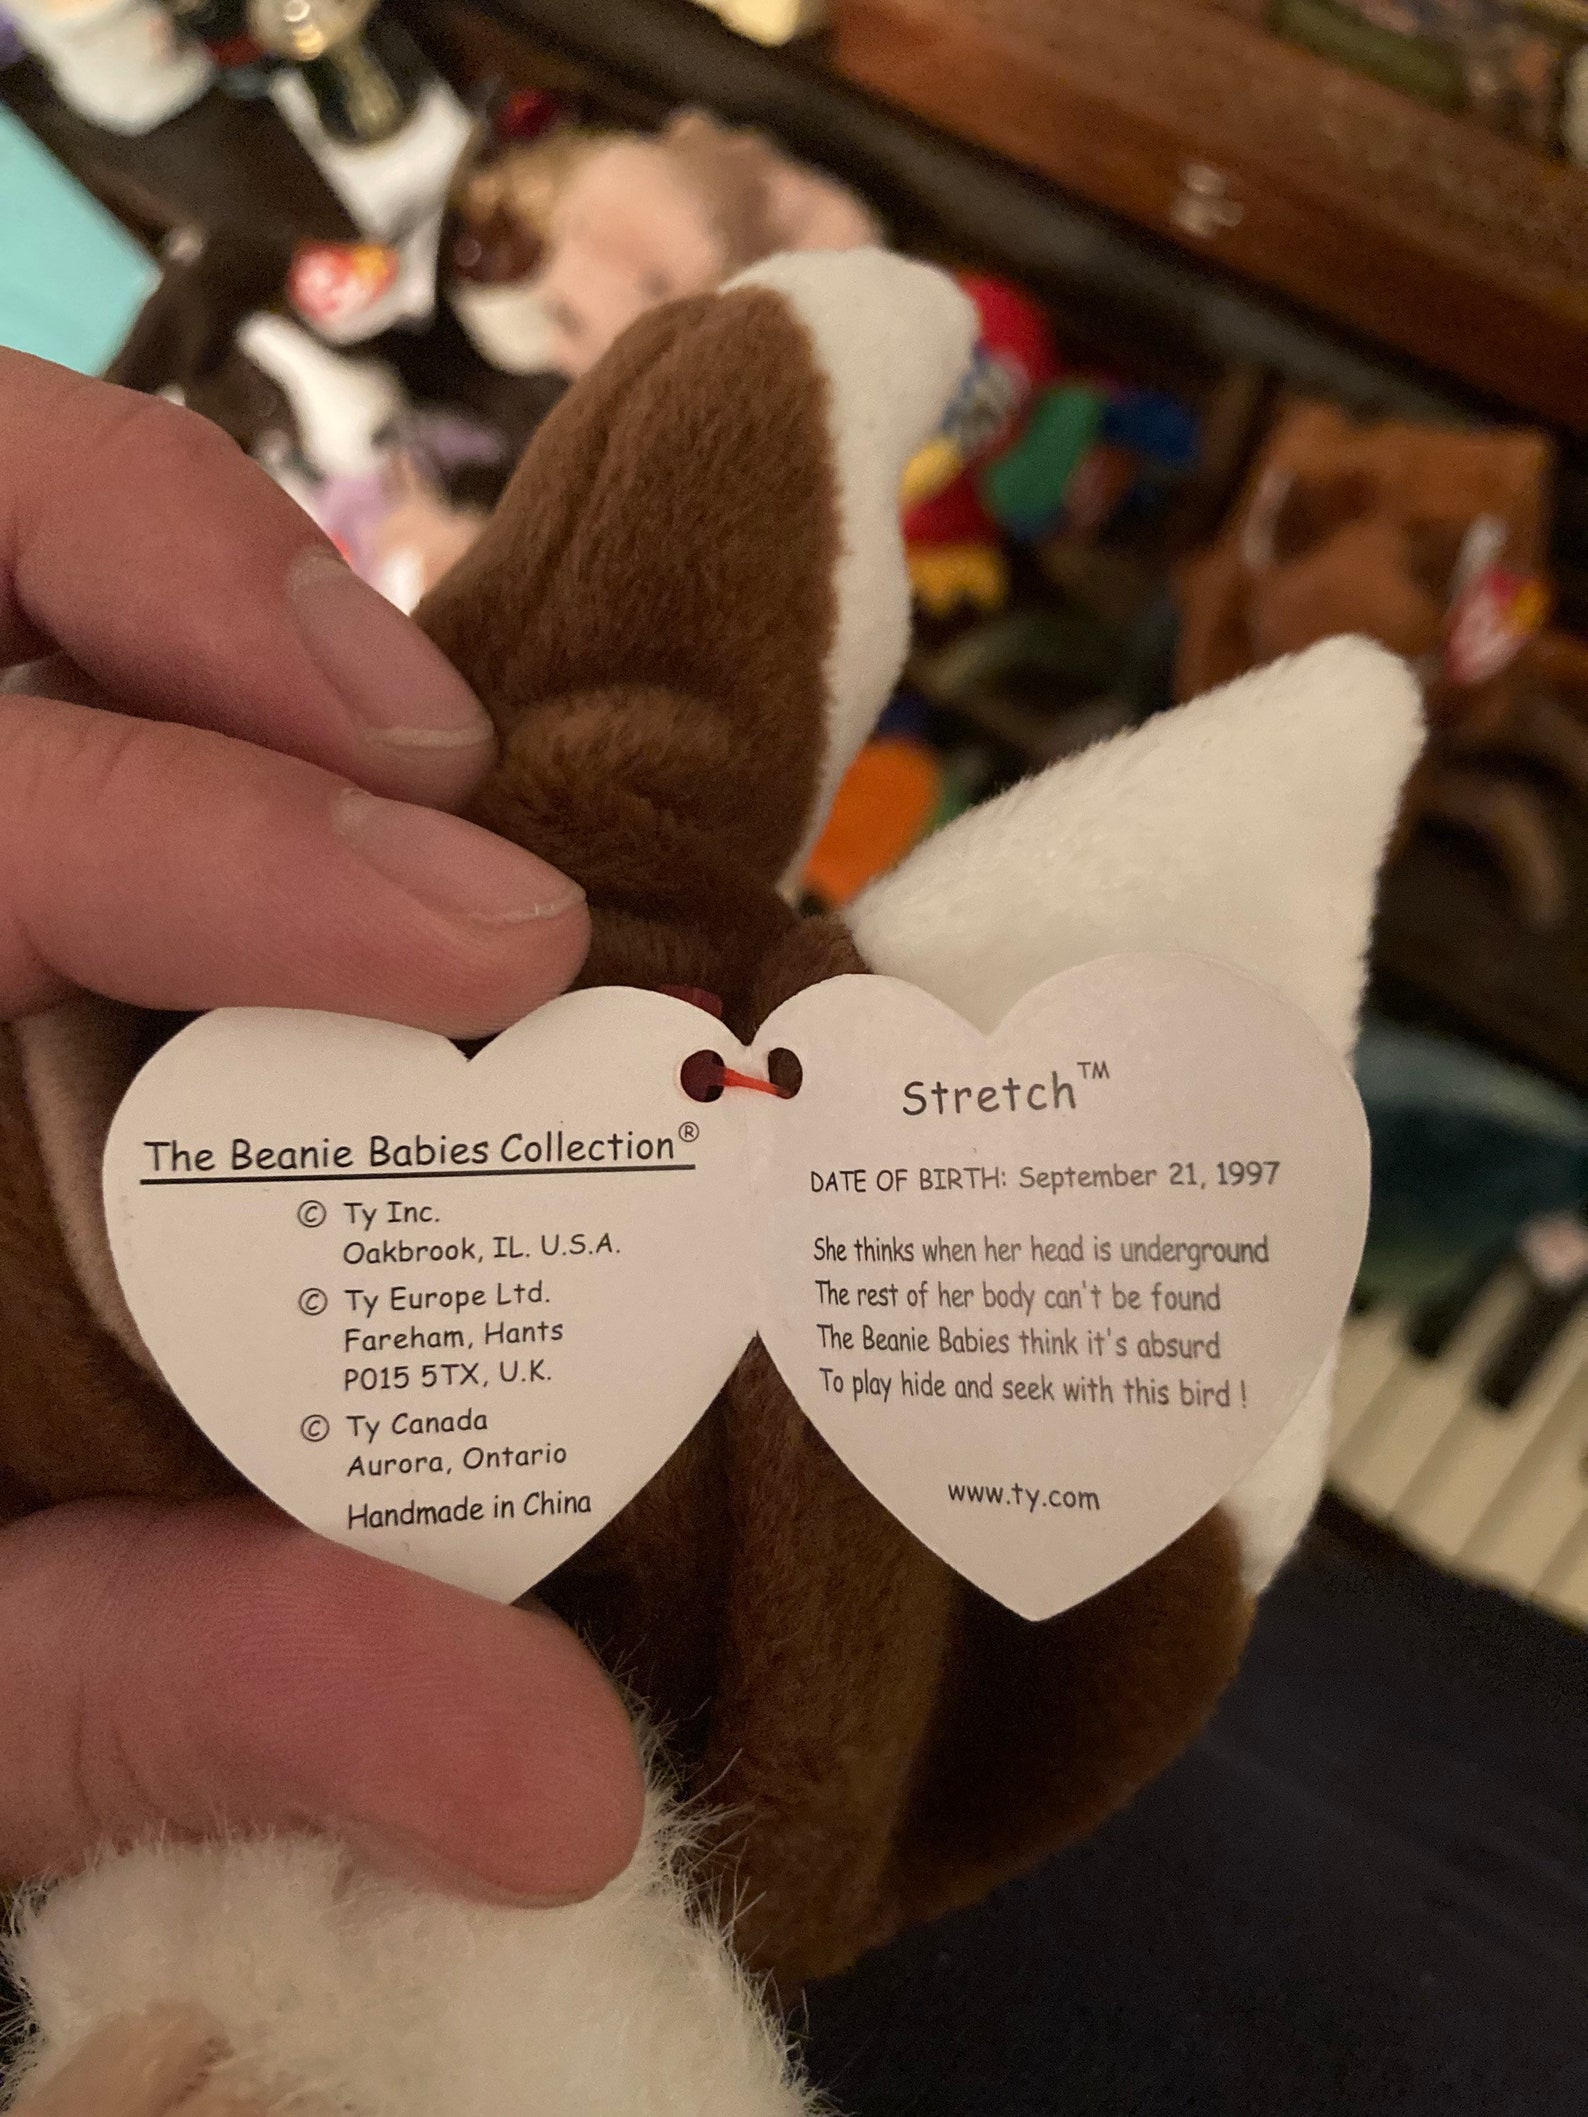 The Beanie Babies Collection®
© Ty Inc.
Oakbrook, IL. U.S.A.
© Ty Europe Ltd.
Fareham, Hants
PO15 5TX, U.K.
© Ty Canada
Aurora, Ontario
Handmade in China
Stretch™
DATE OF BIRTH: September 21, 1997
She thinks when her head is underground
The rest of her body can't be found
The Beanie Babies think it's absurd
To play hide and seek with this bird !
www.ty.com